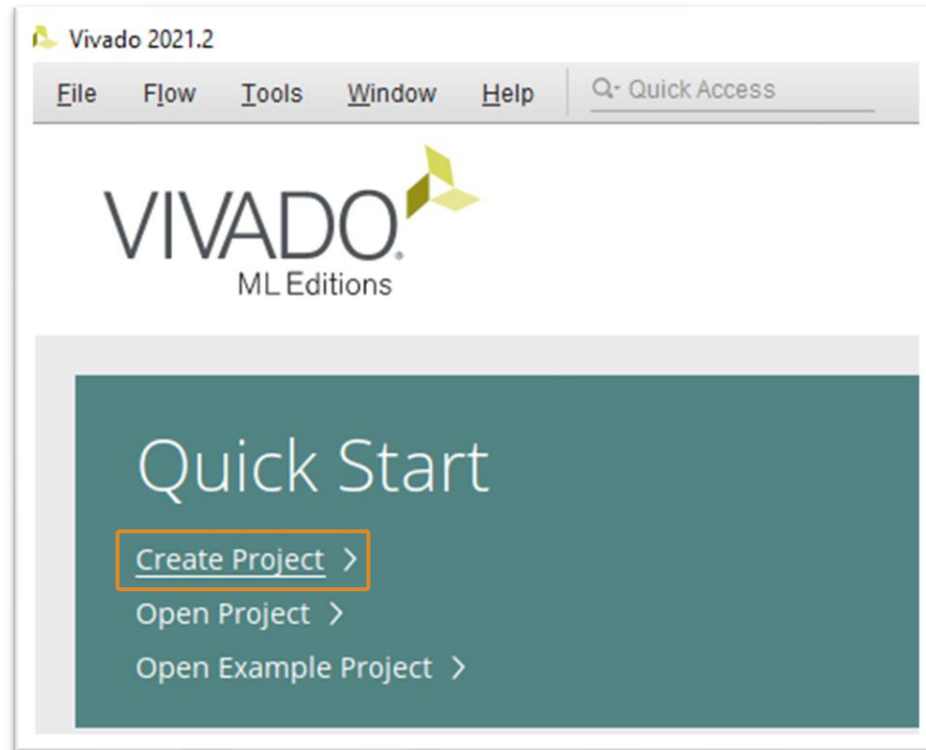 Vivado 2021.2
File Flow Tools Window Help Quick Access
VIVADO®
ML Editions
Quick Start
Create Project >
Open Project >
Open Example Project >